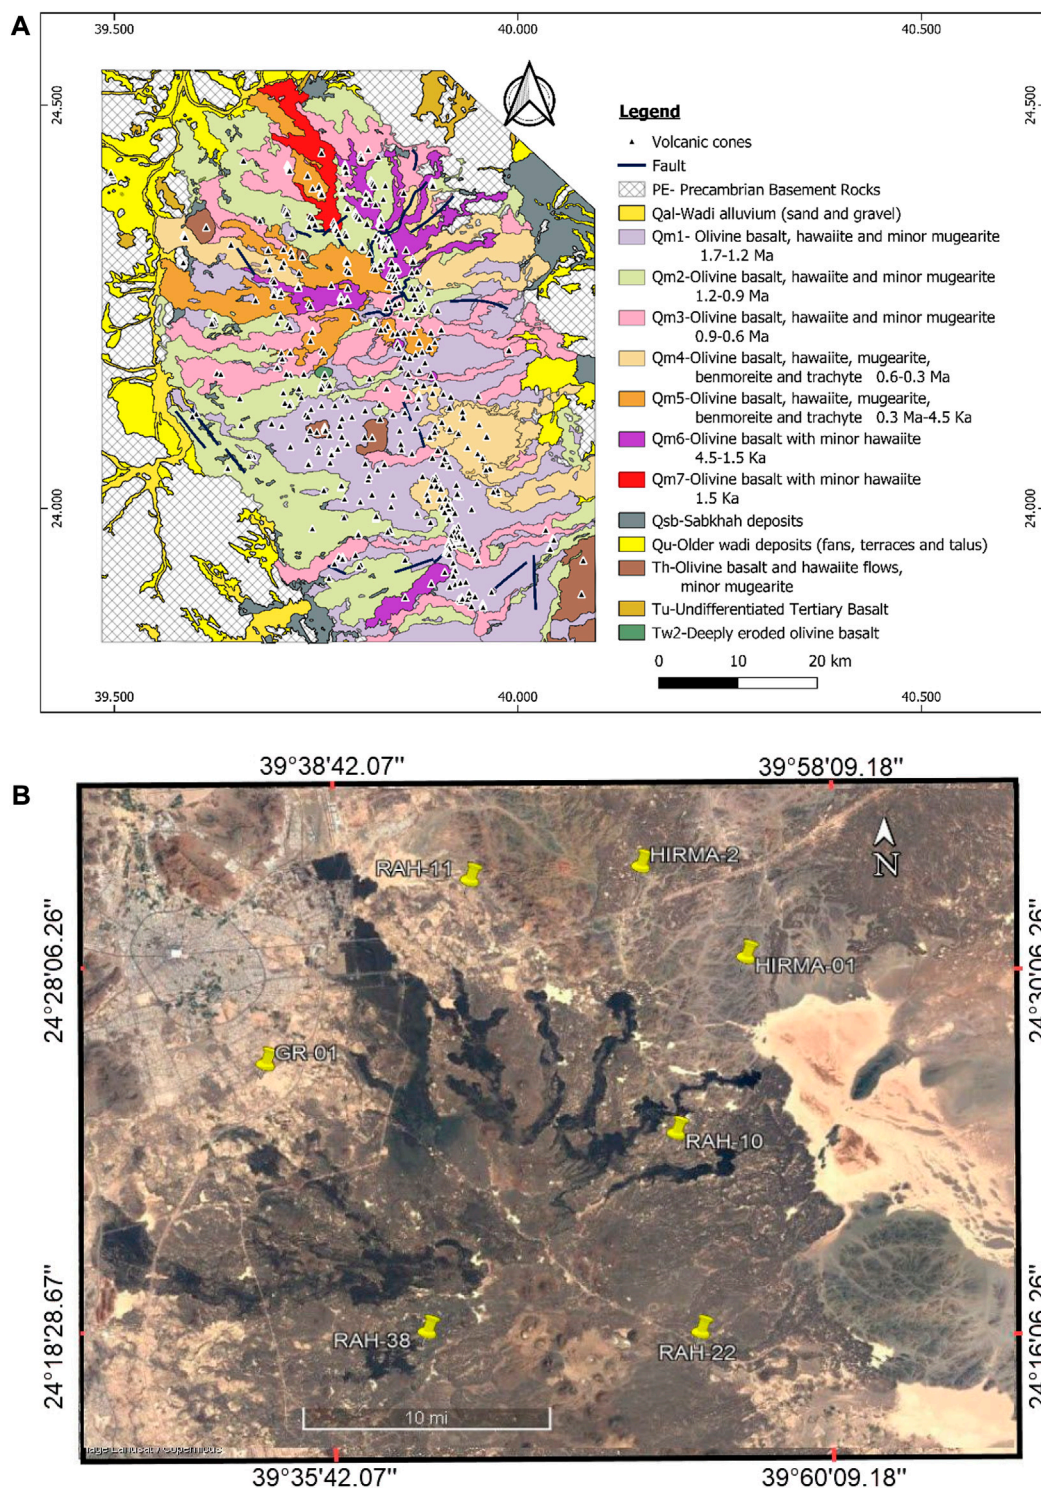 A
39.500
40.000
40.500
24.500
24.500
Legend
Volcanic cones
Fault
PE- Precambrian Basement Rocks
Qal-Wadi alluvium (sand and gravel)
Qm1- Olivine basalt, hawaiite and minor mugearite
1.7-1.2 Ma
Qm2-Olivine basalt, hawaiite and minor mugearite
1.2-0.9 Ma
Qm3-Olivine basalt, hawaiite and minor mugearite
0.9-0.6 Ma
Qm4-Olivine basalt, hawaiite, mugearite,
benmoreite and trachyte 0.6-0.3 Ma
Qm5-Olivine basalt, hawaiite, mugearite,
benmoreite and trachyte 0.3 Ma-4.5 Ka
Qm6-Olivine basalt with minor hawaiite
4.5-1.5 Ka
Qm7-Olivine basalt with minor hawaiite
1.5 Ka
24.000
24.000
Qsb-Sabkhah deposits
Qu-Older wadi deposits (fans, terraces and talus)
Th-Olivine basalt and hawaiite flows,
minor mugearite
Tu-Undifferentiated Tertiary Basalt
Tw2-Deeply eroded olivine basalt
0 10 20 km
39.500
40.000
40.500
B
39°38'42.07"
39°58'09.18"
N
RAH-11
HIRMA-2
HIRMA-01
24°28'06.26"
24°30'06.26"
GR-01
RAH-10
24°18'28.67"
24°16'06.26"
RAH-38
RAH-22
10 mi
39°35'42.07"
39°60'09.18"